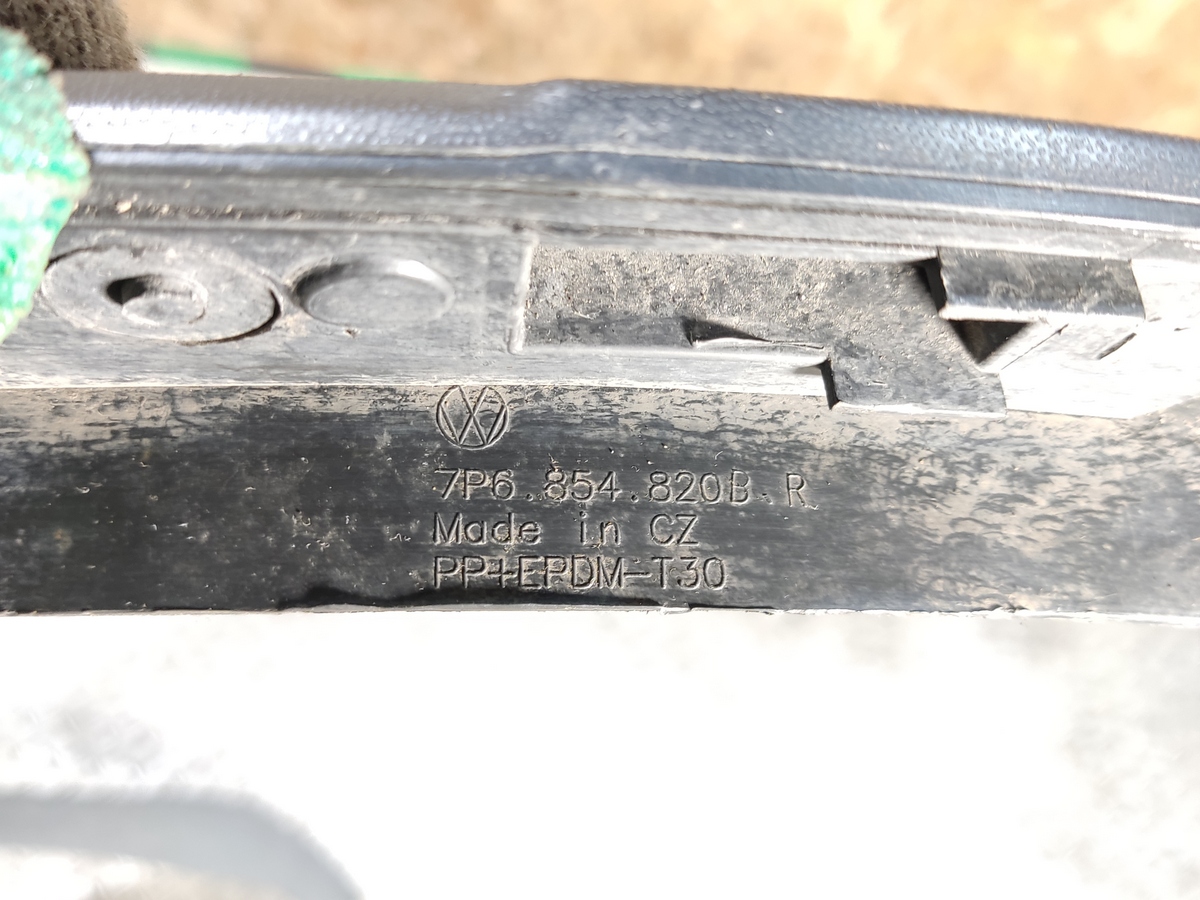 7P6.854.820B.R
Made in CZ
PP+EPDM-T30